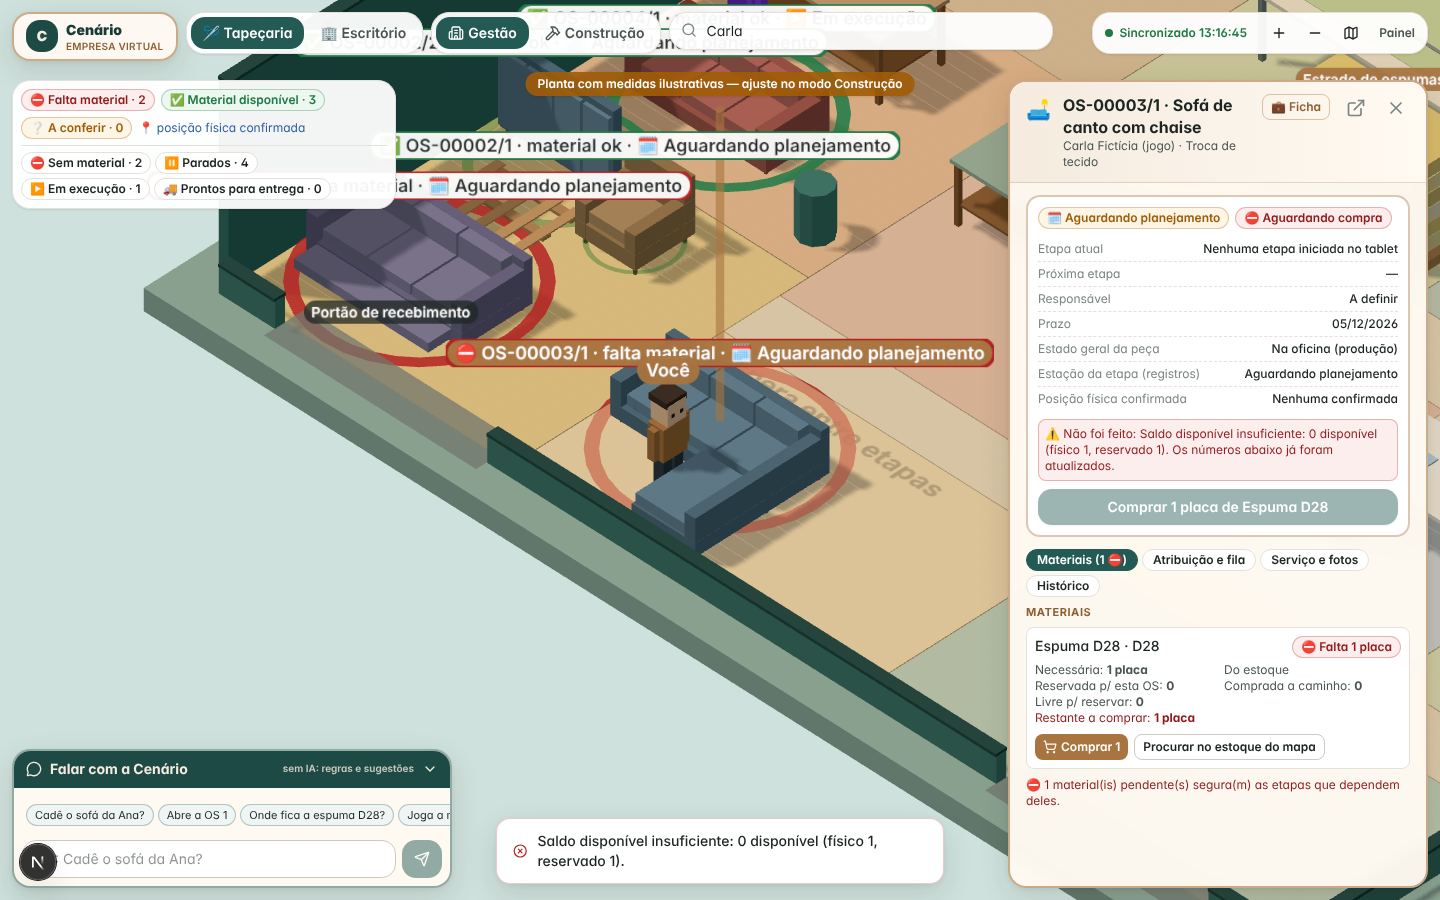 C
Cenário
EMPRESA VIRTUAL
Tapeçaria
Escritório
Gestão
Construção
Carla
Sincronizado 13:16:45
Painel
OS-00004/1 · material ok · Em execução
Aguardando planejamento
Planta com medidas ilustrativas — ajuste no modo Construção
Falta material · 2
Material disponível · 3
A conferir · 0
posição física confirmada
Sem material · 2
Parados · 4
Em execução · 1
Prontos para entrega · 0
OS-00002/1 · material ok · Aguardando planejamento
material · Aguardando planejamento
Portão de recebimento
OS-00003/1 · falta material · Aguardando planejamento
Você
etapas
OS-00003/1 · Sofá de
canto com chaise
Carla Fictícia (jogo) · Troca de
tecido
Ficha
Aguardando planejamento
Aguardando compra
Etapa atual Nenhuma etapa iniciada no tablet
Próxima etapa —
Responsável A definir
Prazo 05/12/2026
Estado geral da peça Na oficina (produção)
Estação da etapa (registros) Aguardando planejamento
Posição física confirmada Nenhuma confirmada
Não foi feito: Saldo disponível insuficiente: 0 disponível
(físico 1, reservado 1). Os números abaixo já foram
atualizados.
Comprar 1 placa de Espuma D28
Materiais (1 ⛔)
Atribuição e fila
Serviço e fotos
Histórico
MATERIAIS
Espuma D28 · D28
Falta 1 placa
Necessária: 1 placa Do estoque
Reservada p/ esta OS: 0 Comprada a caminho: 0
Livre p/ reservar: 0
Restante a comprar: 1 placa
Comprar 1
Procurar no estoque do mapa
1 material(is) pendente(s) segura(m) as etapas que dependem
deles.
Falar com a Cenário
sem IA: regras e sugestões
Cadê o sofá da Ana?
Abre a OS 1
Onde fica a espuma D28?
N
Cadê o sofá da Ana?
Saldo disponível insuficiente: 0 disponível (físico 1,
reservado 1).